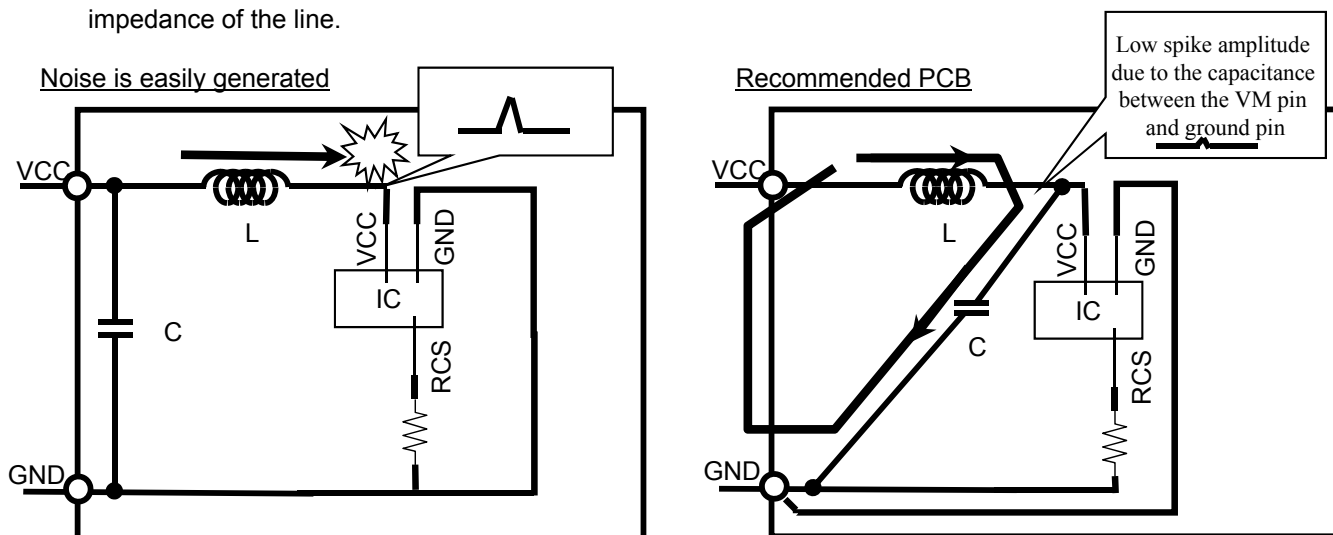 impedance of the line.
Noise is easily generated
VCC
L
VCC
GND
IC
C
RCS
GND
Recommended PCB
Low spike amplitude
due to the capacitance
between the VM pin
and ground pin
VCC
L
VCC
GND
IC
C
RCS
GND